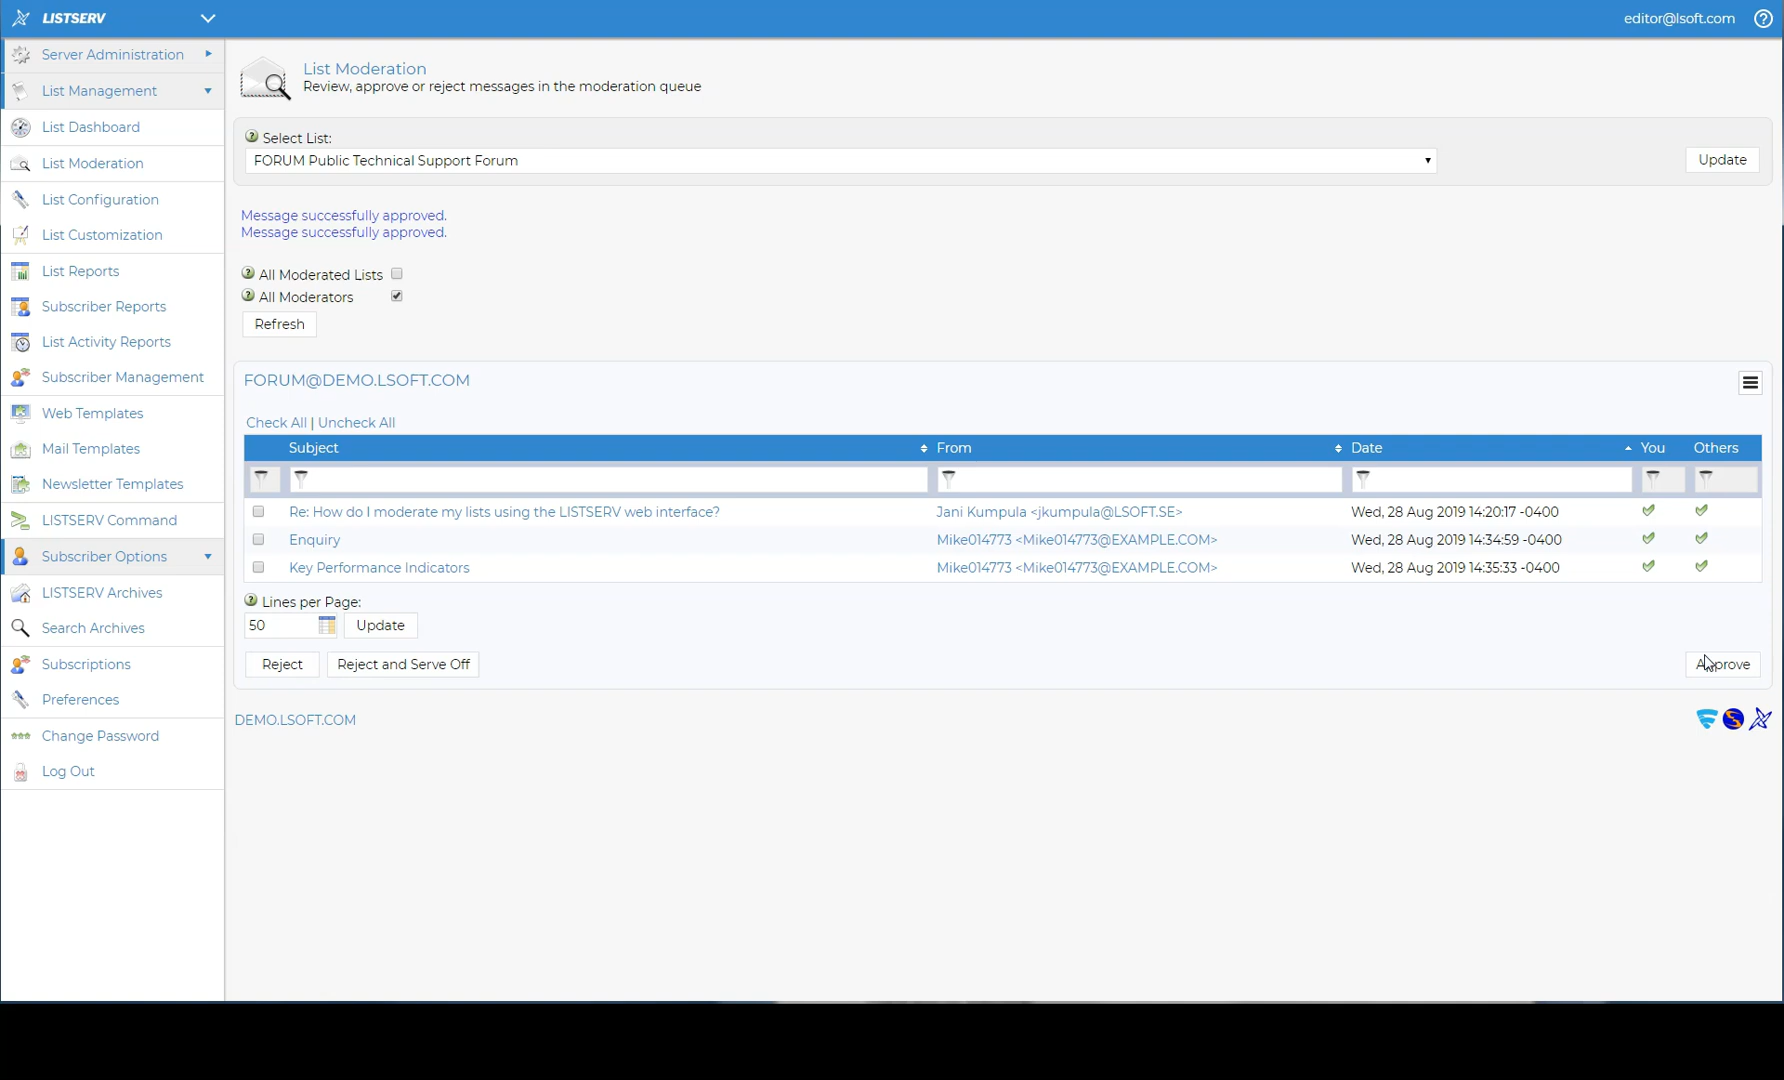 LISTSERV
editor@lsoft.com
Server Administration
List Management
List Dashboard
List Moderation
List Configuration
List Customization
List Reports
Subscriber Reports
List Activity Reports
Subscriber Management
Web Templates
Mail Templates
Newsletter Templates
LISTSERV Command
Subscriber Options
LISTSERV Archives
Search Archives
Subscriptions
Preferences
Change Password
Log Out
List Moderation
Review, approve or reject messages in the moderation queue
Select List:
FORUM Public Technical Support Forum
Update
Message successfully approved.
Message successfully approved.
All Moderated Lists
All Moderators
Refresh
FORUM@DEMO.LSOFT.COM
Check All | Uncheck All
Subject From Date You Others
Re: How do I moderate my lists using the LISTSERV web interface? Jani Kumpula <jkumpula@LSOFT.SE> Wed, 28 Aug 2019 14:20:17 -0400
Enquiry Mike014773 <Mike014773@EXAMPLE.COM> Wed, 28 Aug 2019 14:34:59 -0400
Key Performance Indicators Mike014773 <Mike014773@EXAMPLE.COM> Wed, 28 Aug 2019 14:35:33 -0400
Lines per Page:
50 Update
Reject Reject and Serve Off Approve
DEMO.LSOFT.COM